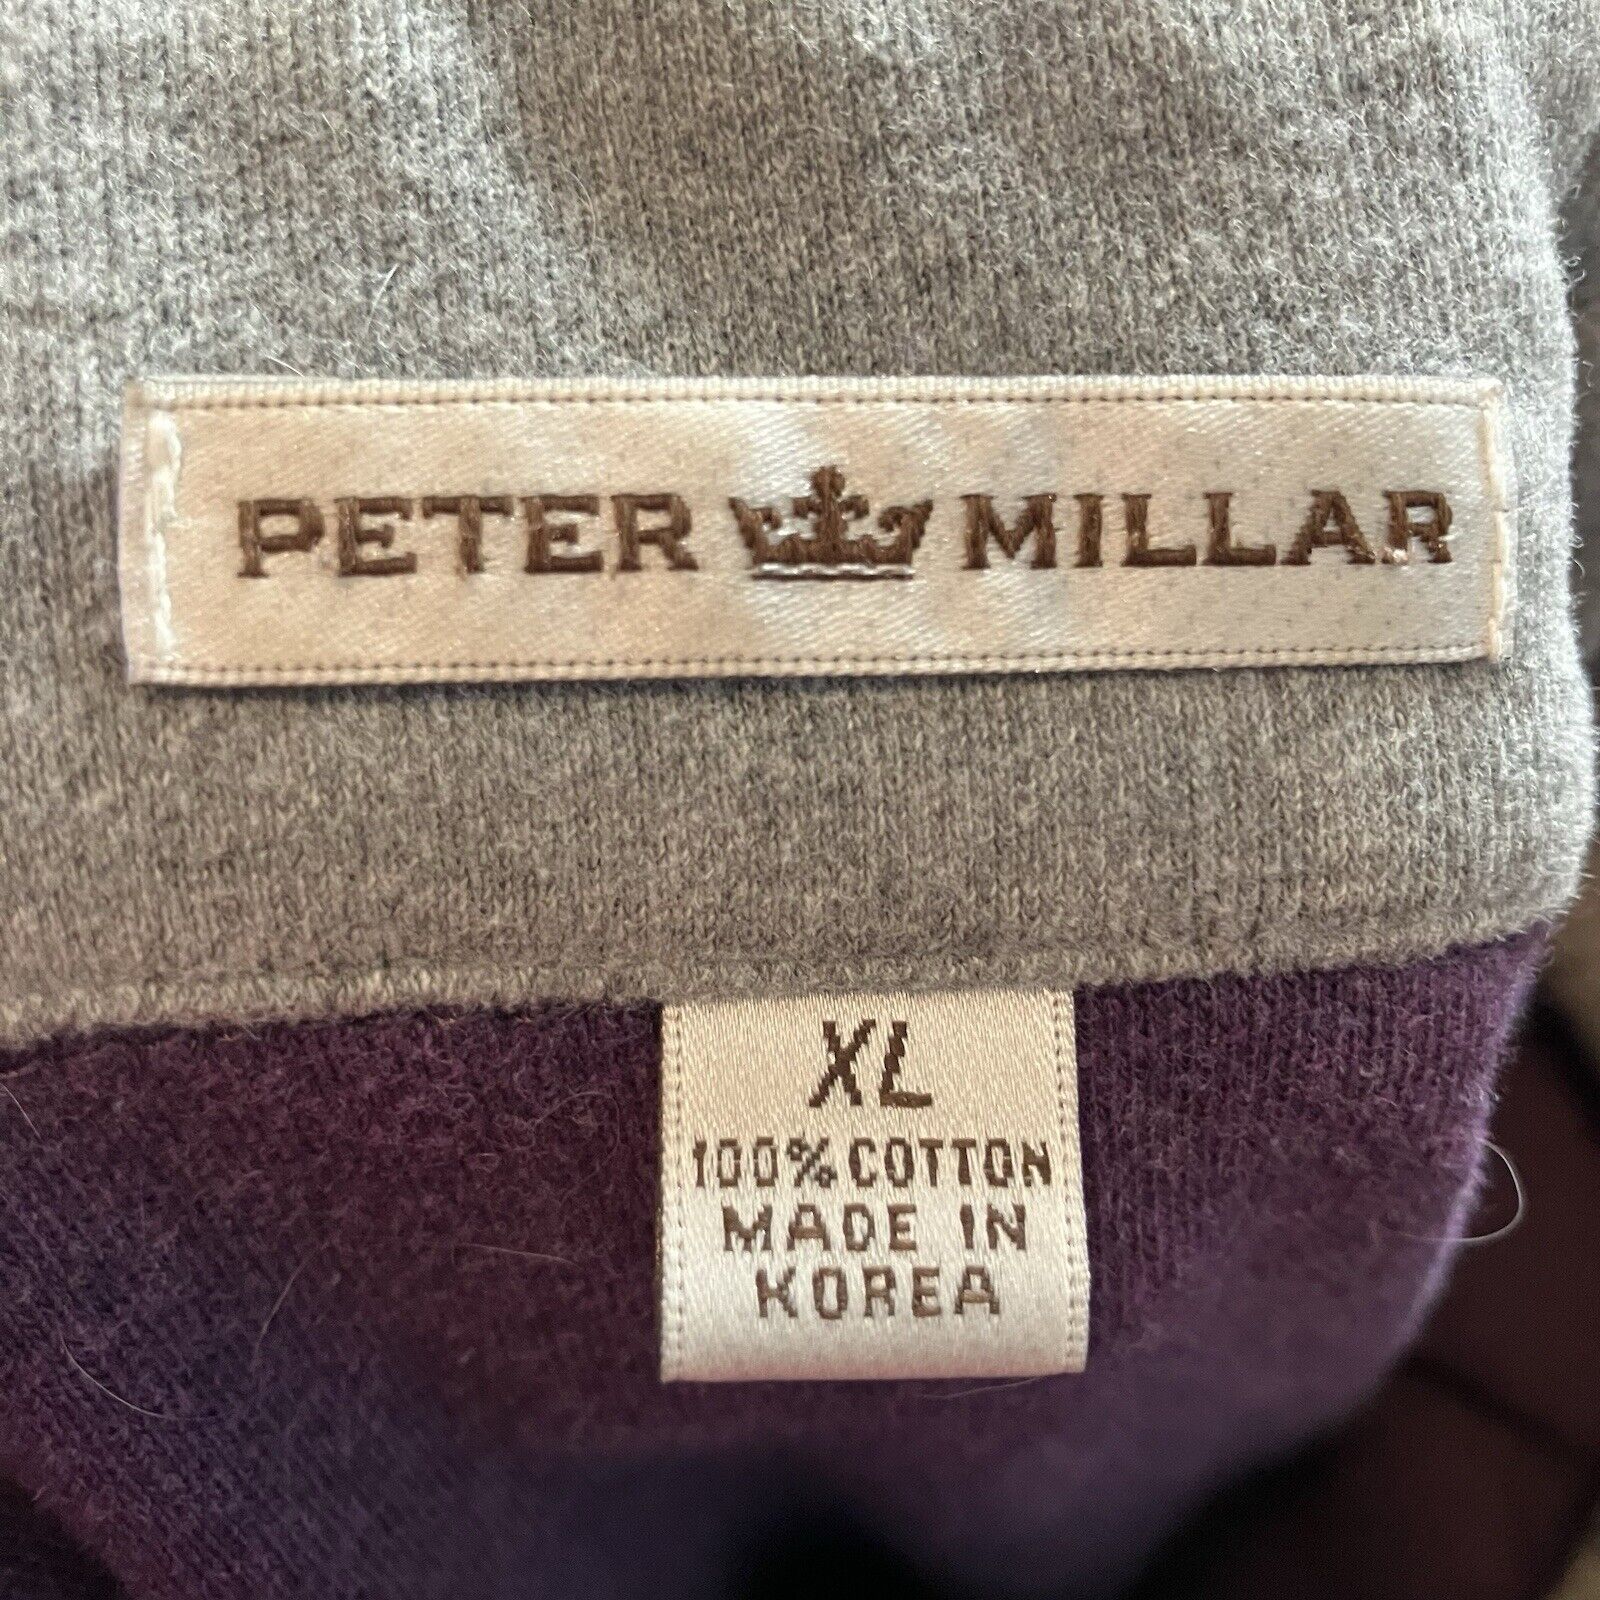 PETER MILLAR
XL
100% COTTON
MADE IN
KOREA